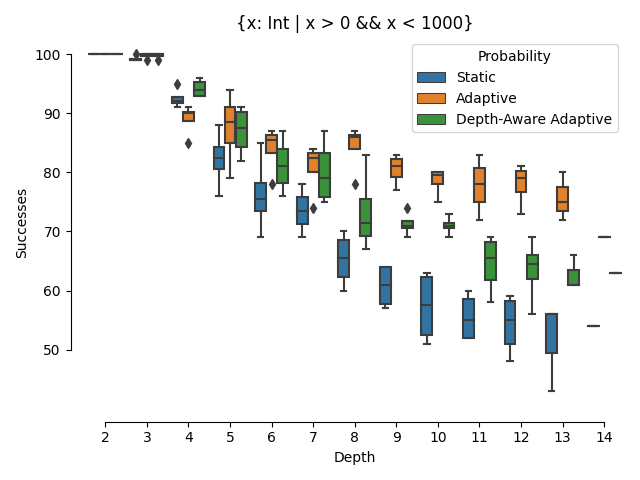 {x: Int | x > 0 && x < 1000}
Probability
Static
Adaptive
Depth-Aware Adaptive
Successes
100
90
80
70
60
50
2 3 4 5 6 7 8 9 10 11 12 13 14
Depth